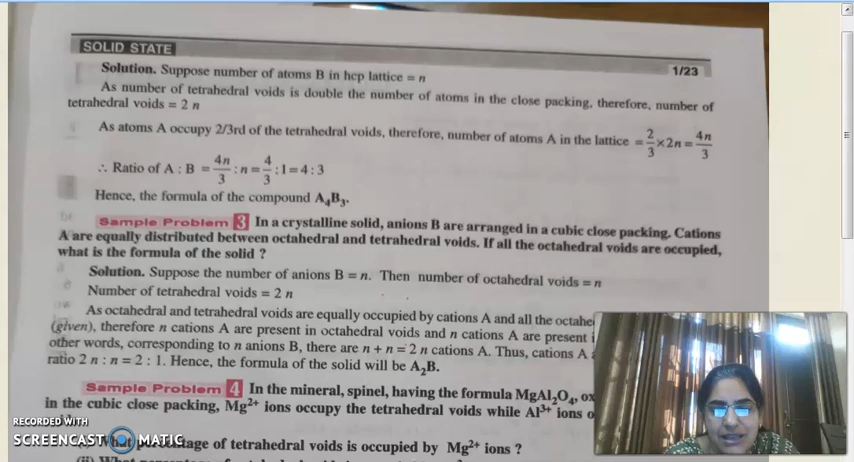 SOLID STATE
1/23
Solution. Suppose number of atoms B in hcp lattice = n
As number of tetrahedral voids is double the number of atoms in the close packing, therefore, number of
tetrahedral voids = 2 n
As atoms A occupy 2/3rd of the tetrahedral voids, therefore, number of atoms A in the lattice = 2/3 × 2n = 4n/3
∴ Ratio of A : B = 4n/3 : n = 4/3 : 1 = 4 : 3
Hence, the formula of the compound A₄B₃.
Sample Problem 3 In a crystalline solid, anions B are arranged in a cubic close packing. Cations
A are equally distributed between octahedral and tetrahedral voids. If all the octahedral voids are occupied,
what is the formula of the solid ?
Solution. Suppose the number of anions B = n. Then number of octahedral voids = n
Number of tetrahedral voids = 2 n
As octahedral and tetrahedral voids are equally occupied by cations A and all the octahe
(given), therefore n cations A are present in octahedral voids and n cations A are present
other words, corresponding to n anions B, there are n + n = 2 n cations A. Thus, cations A
ratio 2 n : n = 2 : 1. Hence, the formula of the solid will be A₂B.
Sample Problem 4 In the mineral, spinel, having the formula MgAl₂O₄, ox
in the cubic close packing, Mg²⁺ ions occupy the tetrahedral voids while Al³⁺ ions o
RECORDED WITH
SCREENCAST MATIC
What percentage of tetrahedral voids is occupied by Mg²⁺ ions ?